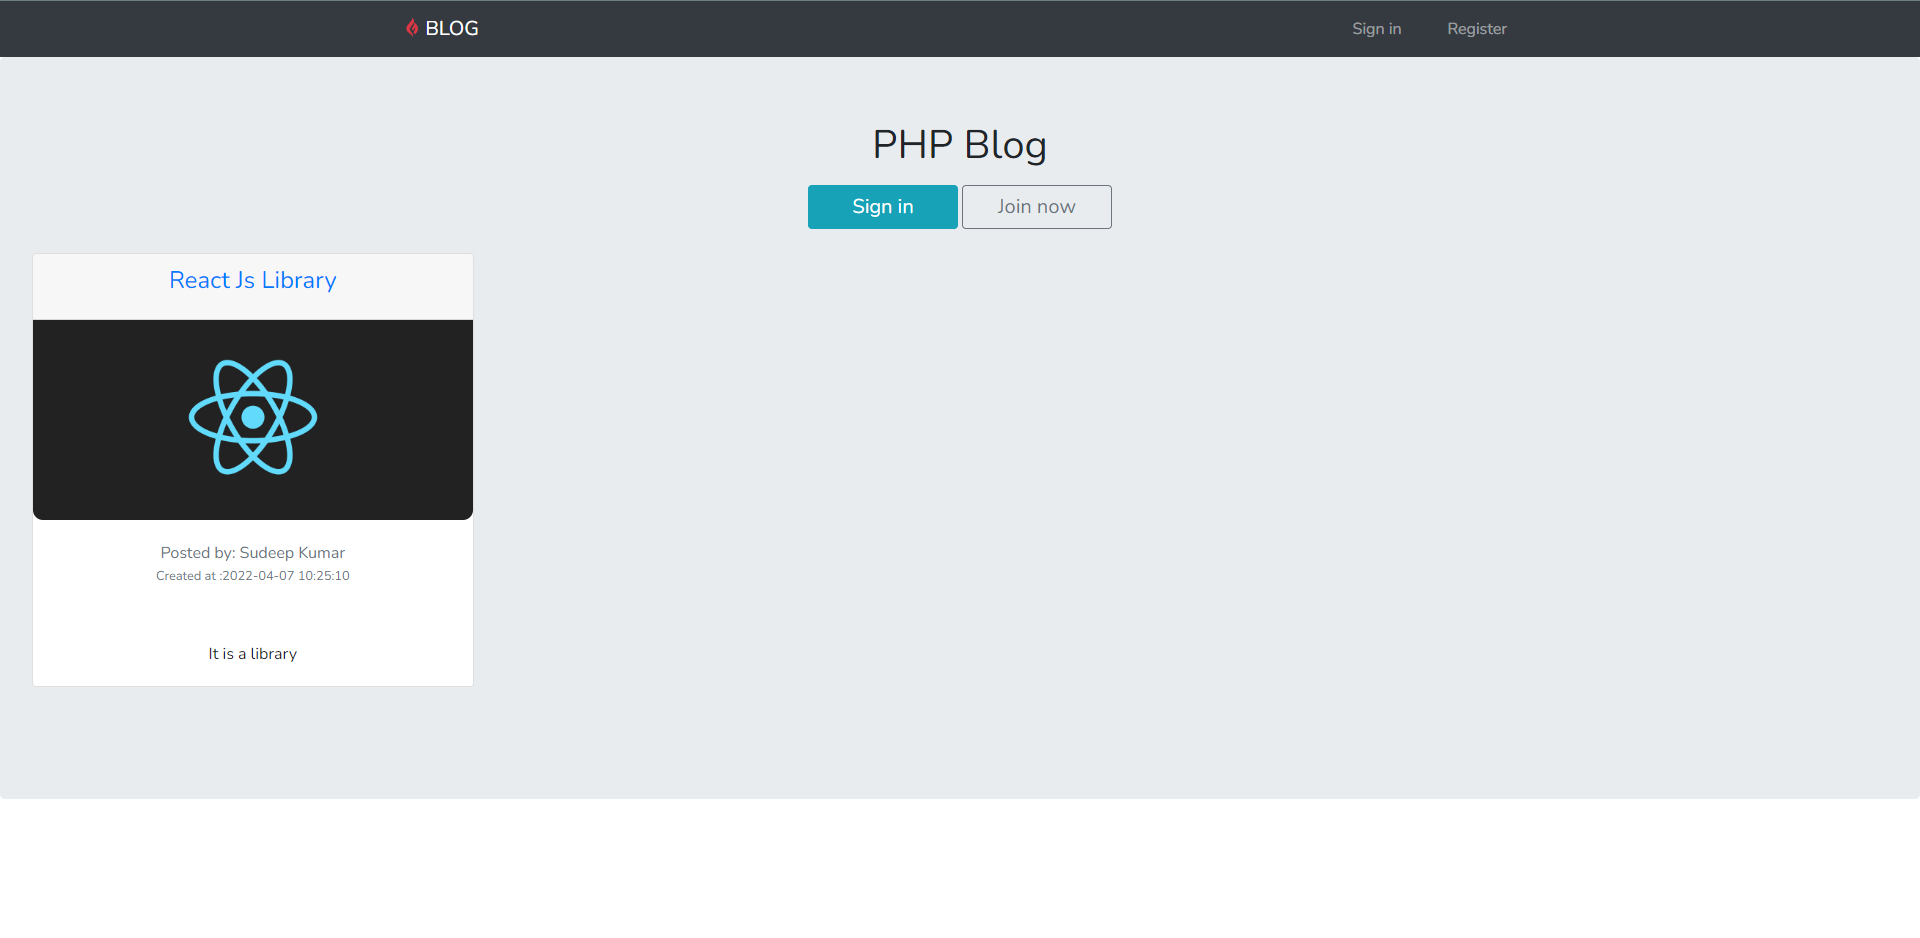 BLOG
Sign in
Register
PHP Blog
Sign in
Join now
React Js Library
Posted by: Sudeep Kumar
Created at :2022-04-07 10:25:10
It is a library